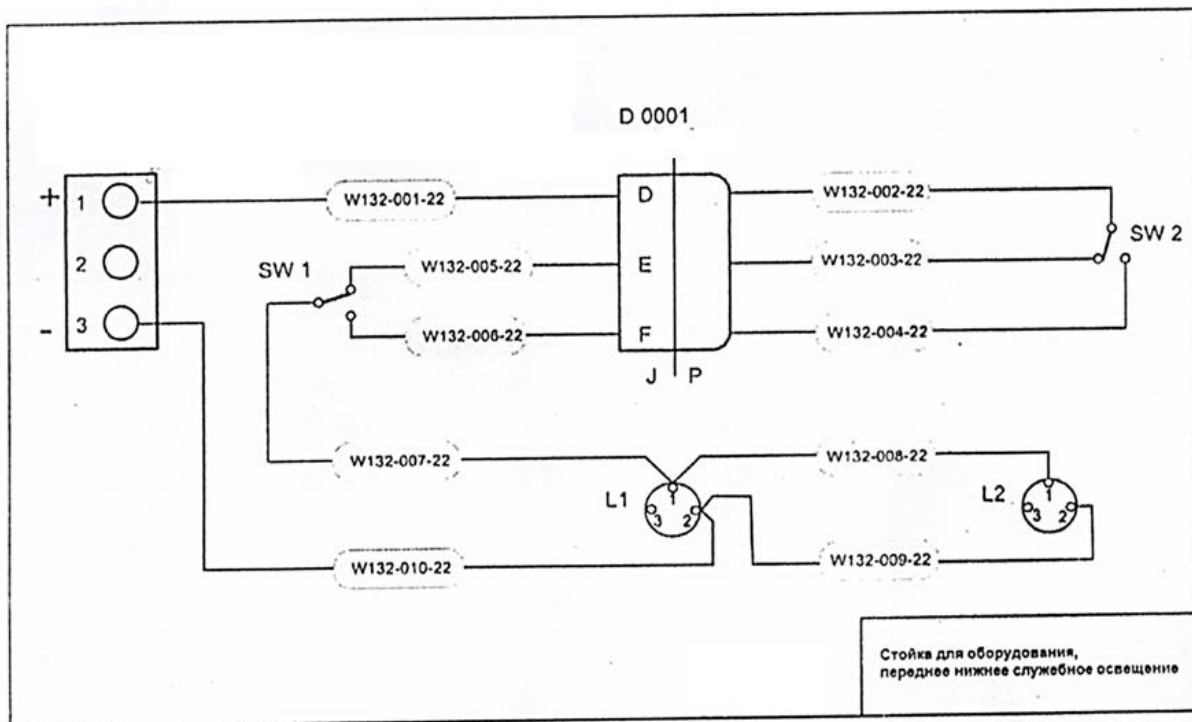 D 0001
+ 1 W132-001-22 D W132-002-22
2 SW 1 W132-005-22 E W132-003-22 SW 2
- 3 W132-006-22 F W132-004-22
J P
W132-007-22 W132-008-22
L1 1 3 2 L2 1 3 2
W132-010-22 W132-009-22
Стойка для оборудования,
переднее нижнее служебное освещение